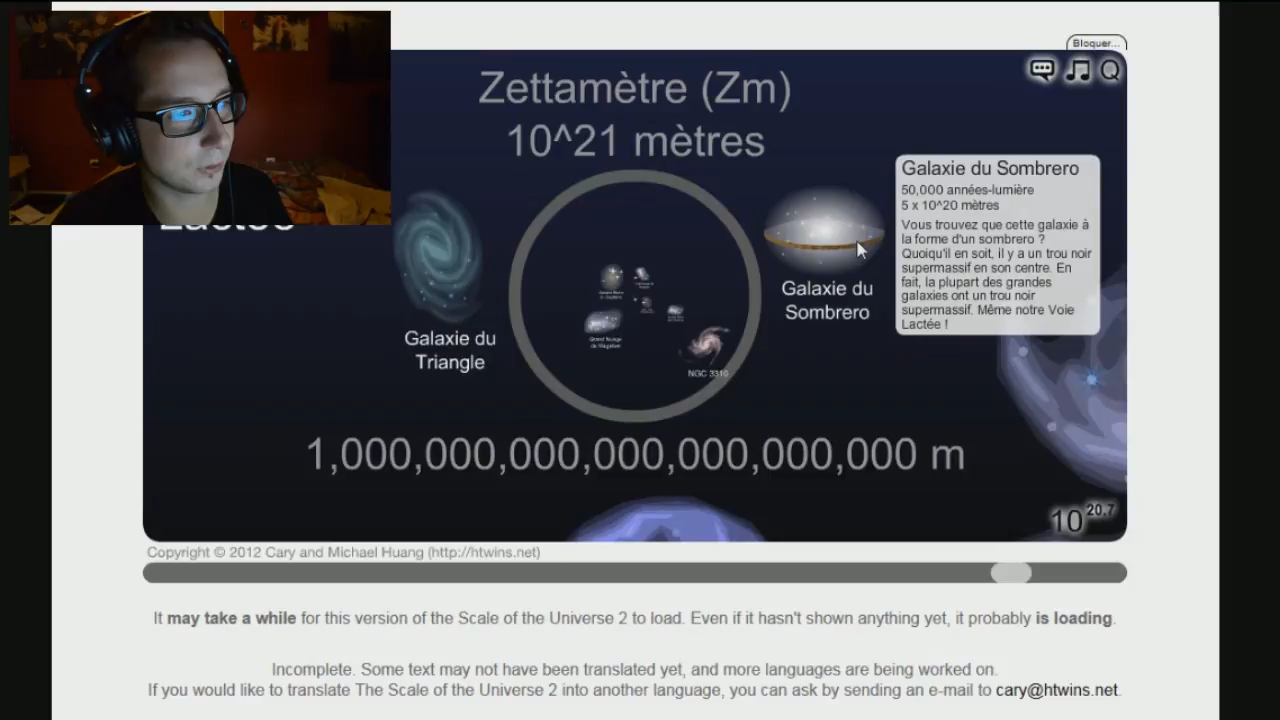 Bloquer...
Zettamètre (Zm)
10^21 mètres
Galaxie du Sombrero
50,000 années-lumière
5 x 10^20 mètres
Vous trouvez que cette galaxie à
la forme d'un sombrero ?
Quoiqu'il en soit, il y a un trou noir
supermassif en son centre. En
fait, la plupart des grandes
galaxies ont un trou noir
supermassif. Même notre Voie
Lactée !
Galaxie du
Sombrero
Galaxie du
Triangle
NGC 3310
1,000,000,000,000,000,000,000 m
10^20.7
Copyright © 2012 Cary and Michael Huang (http://htwins.net)
It may take a while for this version of the Scale of the Universe 2 to load. Even if it hasn't shown anything yet, it probably is loading.
Incomplete. Some text may not have been translated yet, and more languages are being worked on.
If you would like to translate The Scale of the Universe 2 into another language, you can ask by sending an e-mail to cary@htwins.net.